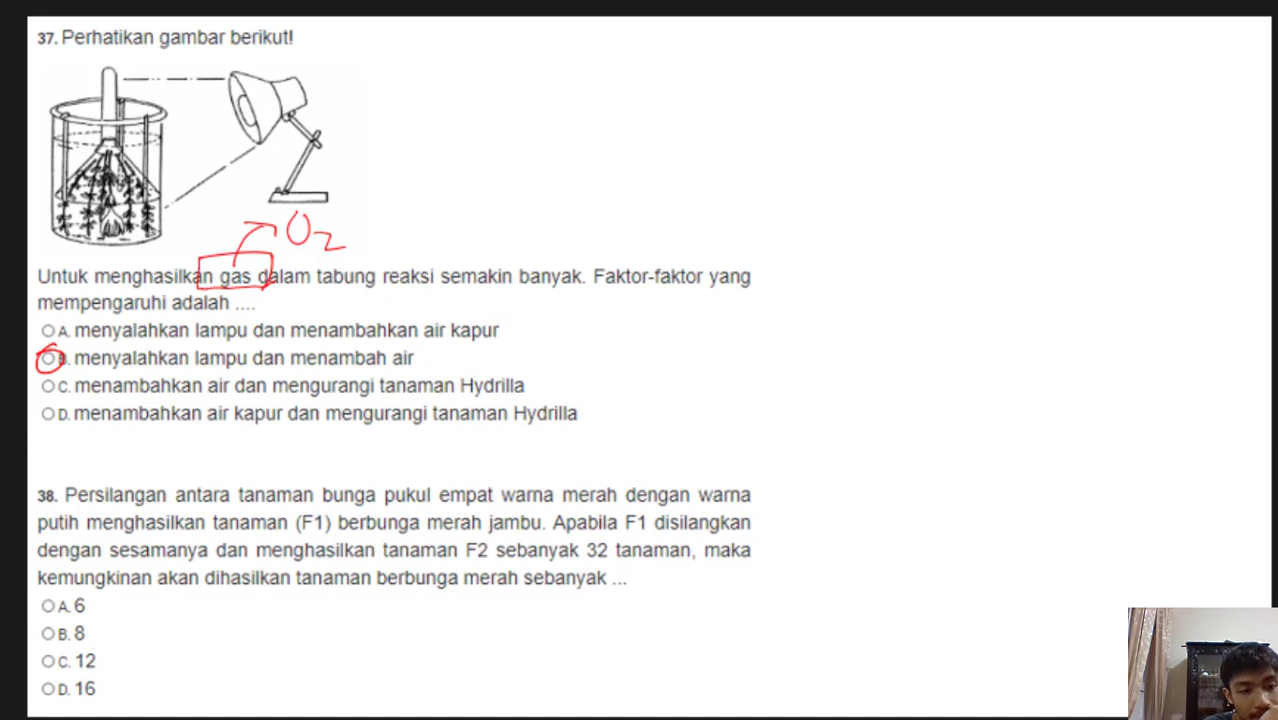 37. Perhatikan gambar berikut!
O2
Untuk menghasilkan gas dalam tabung reaksi semakin banyak. Faktor-faktor yang
mempengaruhi adalah ....
A. menyalahkan lampu dan menambahkan air kapur
B. menyalahkan lampu dan menambah air
C. menambahkan air dan mengurangi tanaman Hydrilla
D. menambahkan air kapur dan mengurangi tanaman Hydrilla
38. Persilangan antara tanaman bunga pukul empat warna merah dengan warna
putih menghasilkan tanaman (F1) berbunga merah jambu. Apabila F1 disilangkan
dengan sesamanya dan menghasilkan tanaman F2 sebanyak 32 tanaman, maka
kemungkinan akan dihasilkan tanaman berbunga merah sebanyak ...
A. 6
B. 8
C. 12
D. 16